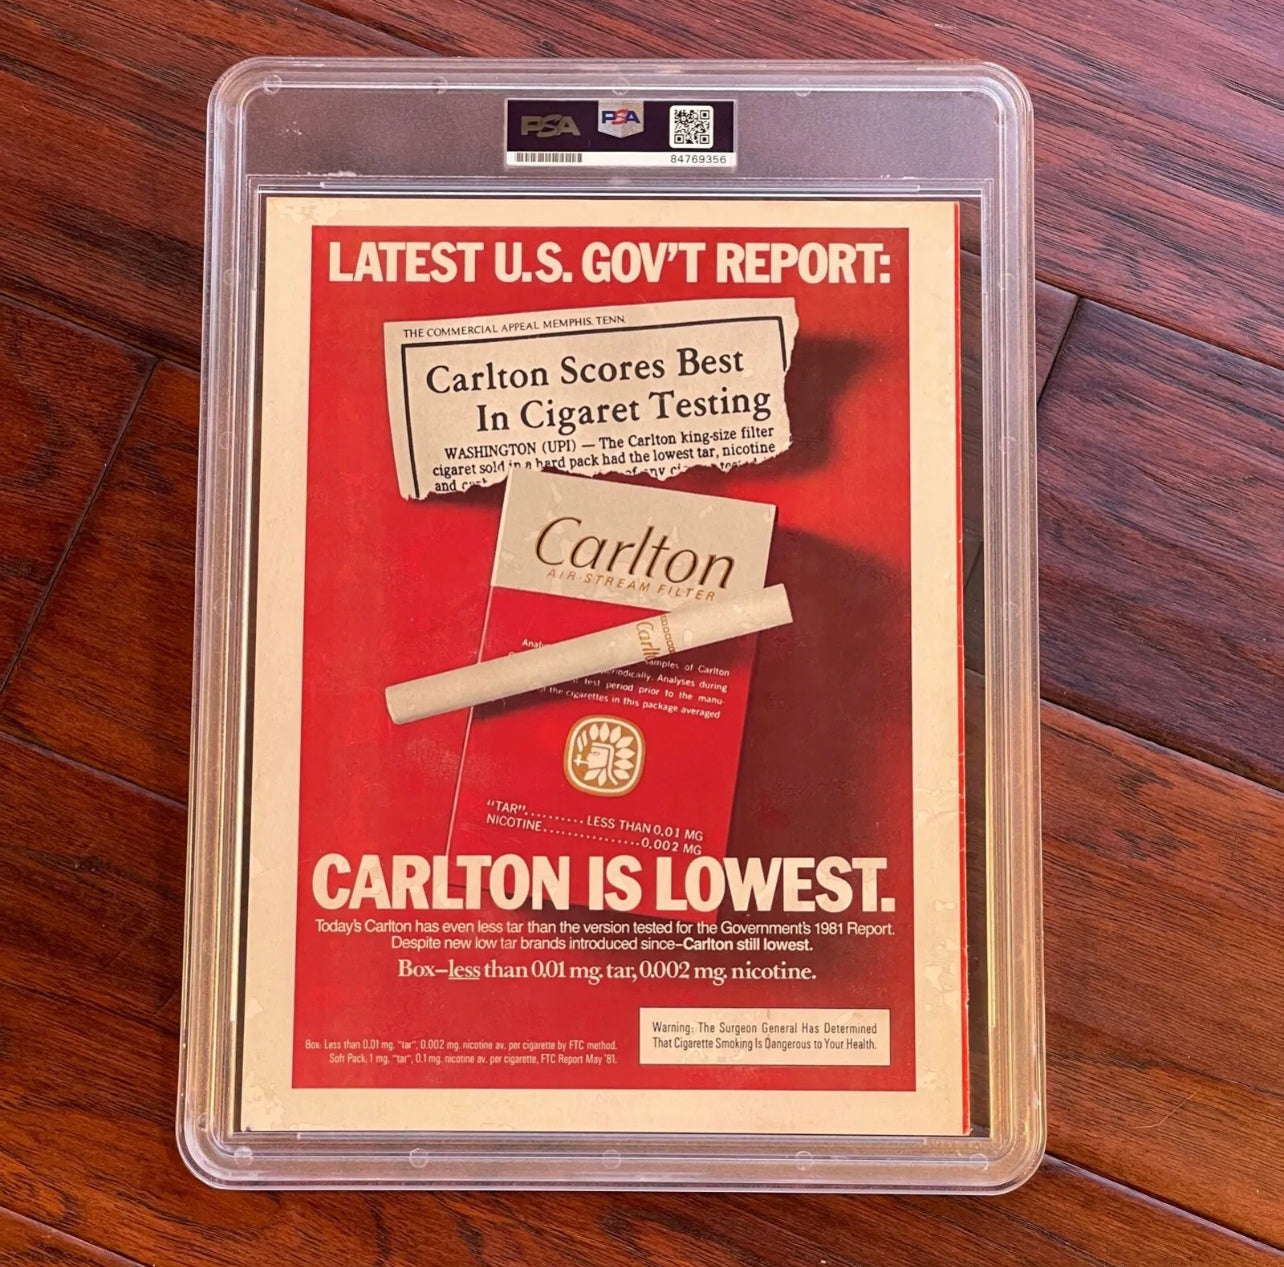 PSA
PSA
84769356
LATEST U.S. GOV'T REPORT:
THE COMMERCIAL APPEAL MEMPHIS, TENN.
Carlton Scores Best
In Cigaret Testing
WASHINGTON (UPI) — The Carlton king-size filter
cigaret sold in a hard pack had the lowest tar, nicotine
and of any
Carlton
AIR-STREAM FILTER
Carlt
samples of Carlton
periodically. Analyses during
test period prior to the manu-
of the cigarettes in this package averaged
"TAR".......... LESS THAN 0.01 MG
NICOTINE................0.002 MG
CARLTON IS LOWEST.
Today's Carlton has even less tar than the version tested for the Government's 1981 Report.
Despite new low tar brands introduced since–Carlton still lowest.
Box–less than 0.01 mg. tar, 0.002 mg. nicotine.
Box: Less than 0.01 mg. "tar", 0.002 mg. nicotine av. per cigarette by FTC method.
Soft Pack: 1 mg. "tar", 0.1 mg. nicotine av. per cigarette, FTC Report May '81.
Warning: The Surgeon General Has Determined
That Cigarette Smoking Is Dangerous to Your Health.